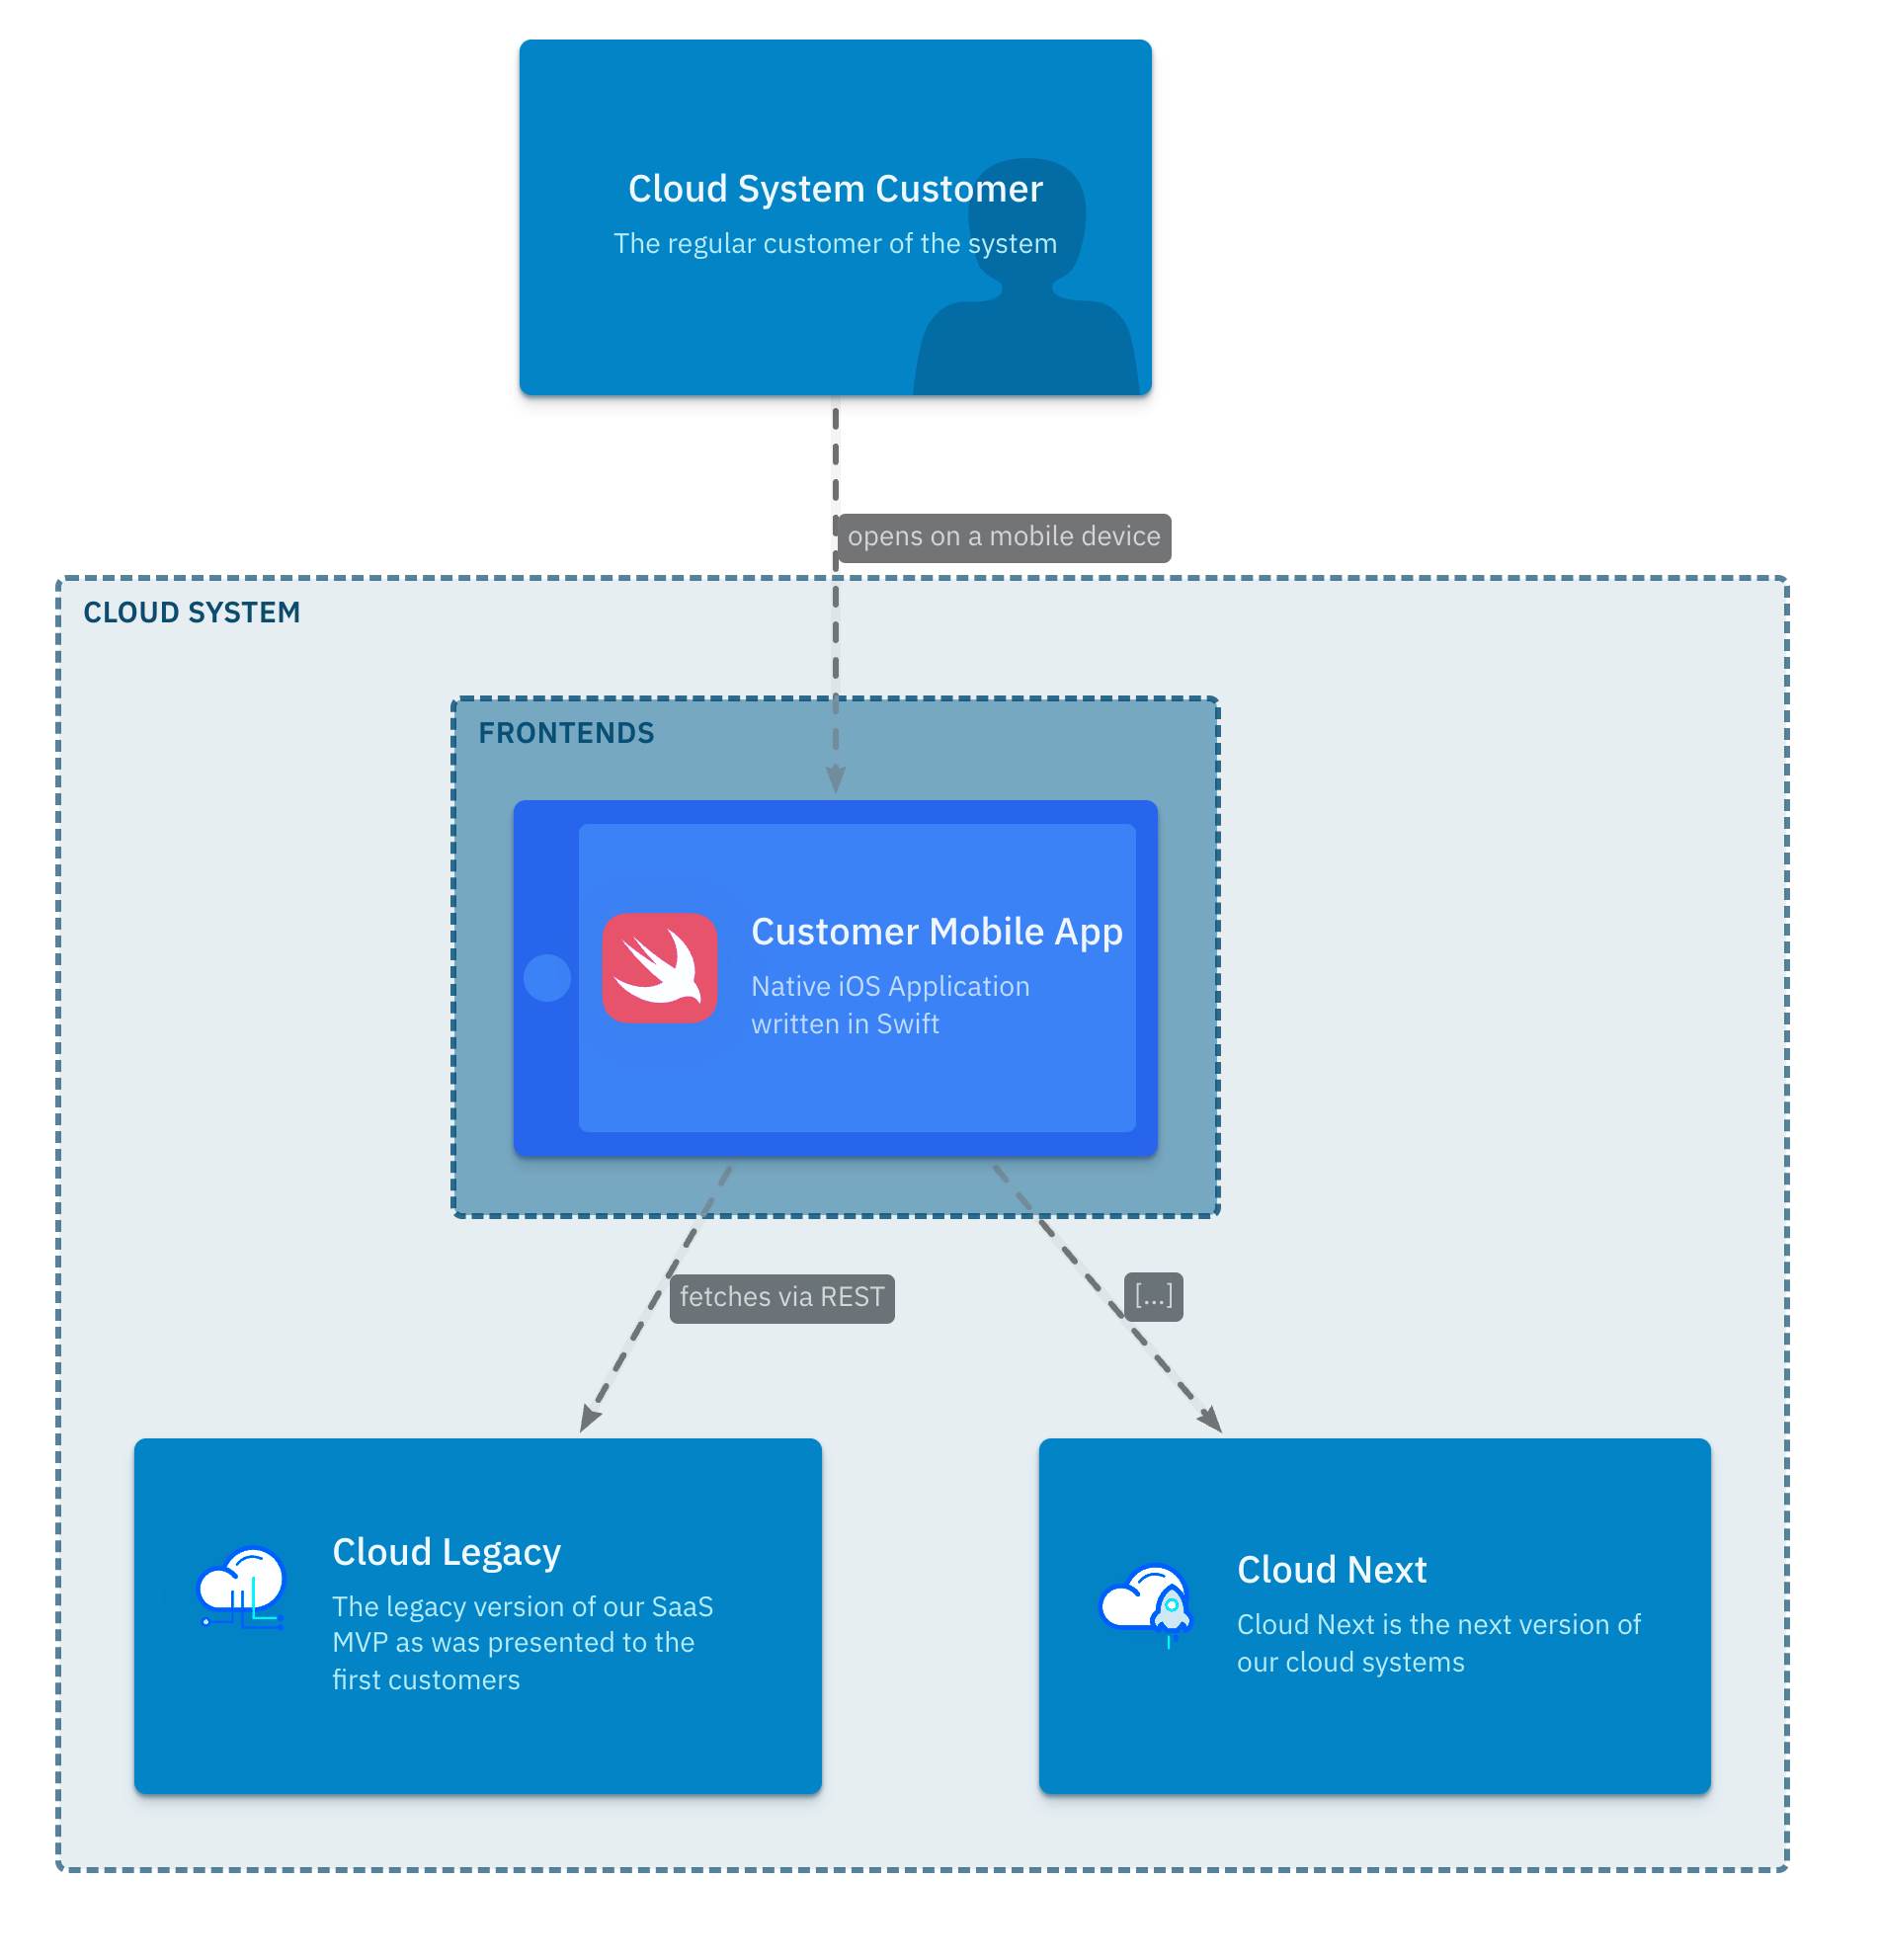 Cloud System Customer
The regular customer of the system
opens on a mobile device
CLOUD SYSTEM
FRONTENDS
Customer Mobile App
Native iOS Application
written in Swift
fetches via REST
[...]
Cloud Legacy
The legacy version of our SaaS
MVP as was presented to the
first customers
Cloud Next
Cloud Next is the next version of
our cloud systems